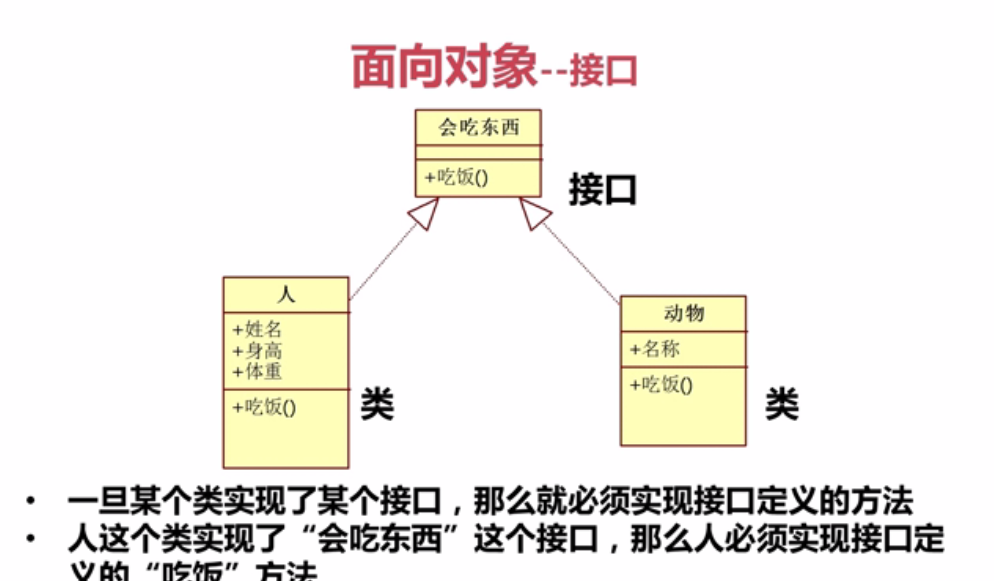 面向对象--接口
会吃东西
+吃饭()
接口
人
+姓名
+身高
+体重
+吃饭()
类
动物
+名称
+吃饭()
类
• 一旦某个类实现了某个接口，那么就必须实现接口定义的方法
• 人这个类实现了“会吃东西”这个接口，那么人必须实现接口定
义的“吃饭”方法